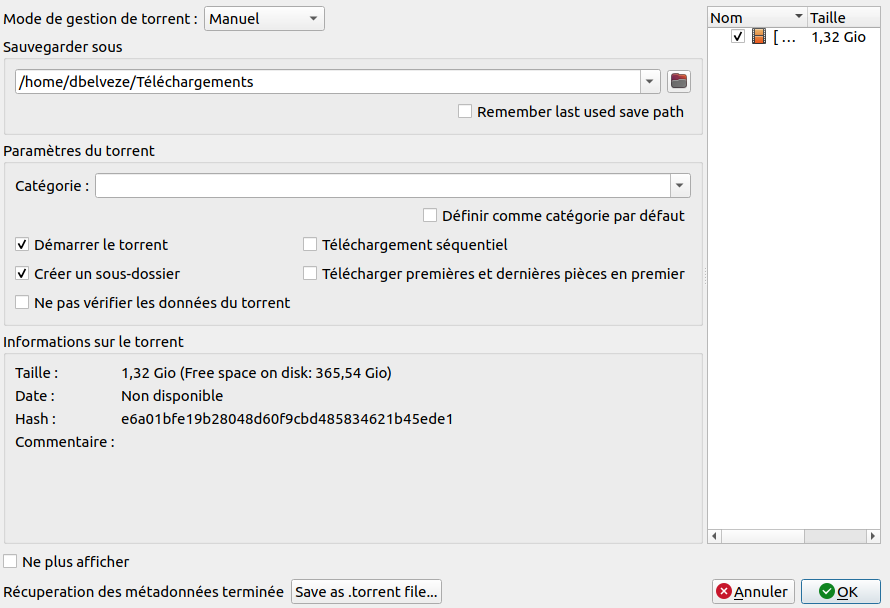 Mode de gestion de torrent : Manuel
Sauvegarder sous
/home/dbelveze/Téléchargements
Remember last used save path
Paramètres du torrent
Catégorie :
Définir comme catégorie par défaut
Démarrer le torrent
Téléchargement séquentiel
Créer un sous-dossier
Télécharger premières et dernières pièces en premier
Ne pas vérifier les données du torrent
Informations sur le torrent
Taille : 1,32 Gio (Free space on disk: 365,54 Gio)
Date : Non disponible
Hash : e6a01bfe19b28048d60f9cbd485834621b45ede1
Commentaire :
Ne plus afficher
Récuperation des métadonnées terminée Save as .torrent file...
Nom Taille
[ ... 1,32 Gio
Annuler OK